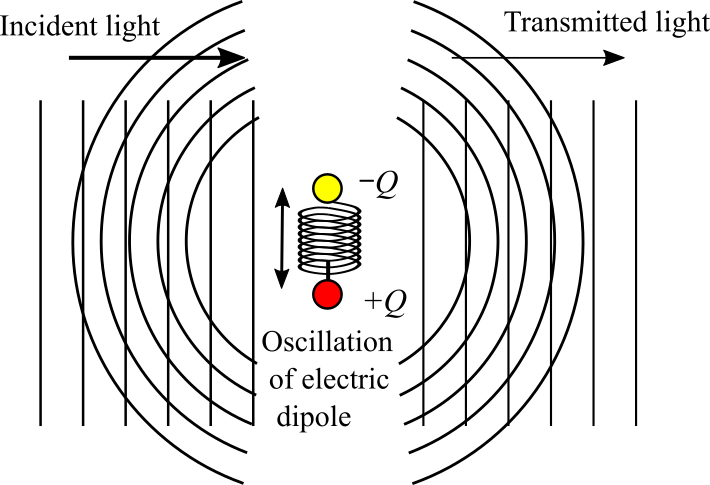 Incident light
Transmitted light
−Q
+Q
Oscillation
of electric
dipole